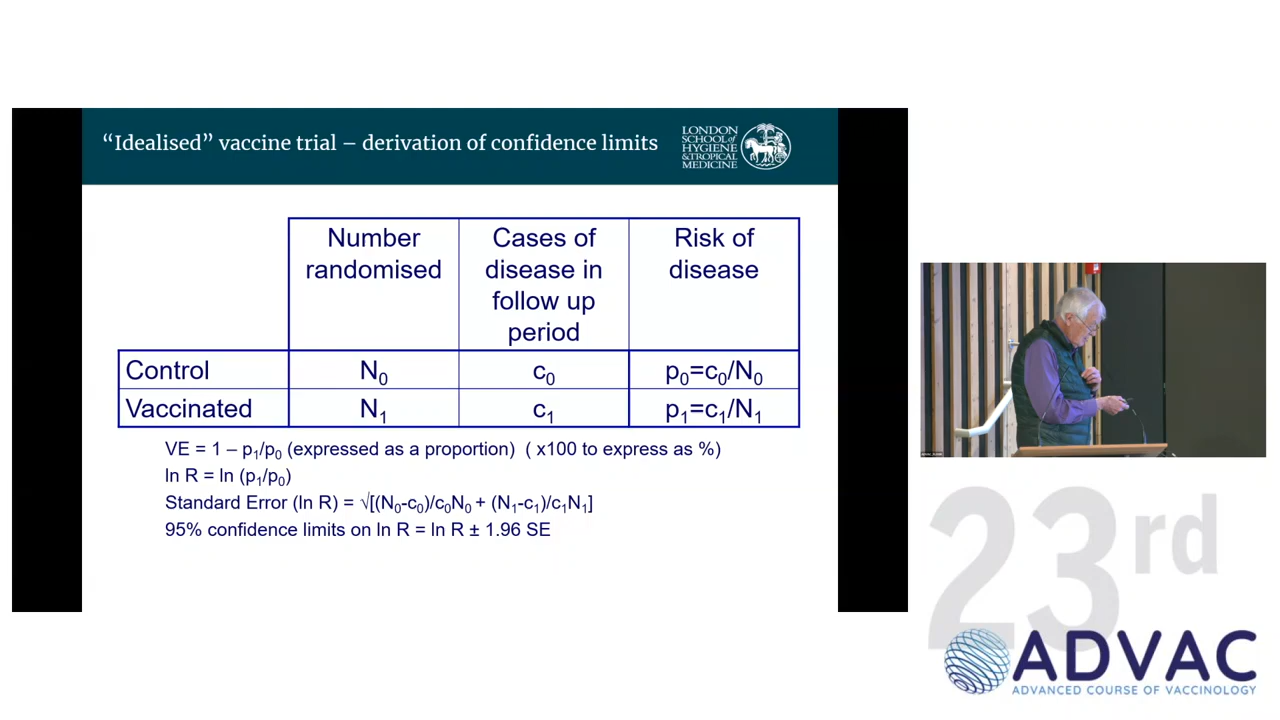 “Idealised” vaccine trial – derivation of confidence limits
LONDON
SCHOOL of
HYGIENE
& TROPICAL
MEDICINE
Number randomised
Cases of disease in follow up period
Risk of disease
Control N₀ c₀ p₀=c₀/N₀
Vaccinated N₁ c₁ p₁=c₁/N₁
VE = 1 – p₁/p₀ (expressed as a proportion) ( x100 to express as %)
ln R = ln (p₁/p₀)
Standard Error (ln R) = √[(N₀-c₀)/c₀N₀ + (N₁-c₁)/c₁N₁]
95% confidence limits on ln R = ln R ± 1.96 SE
23rd
ADVAC
ADVANCED COURSE OF VACCINOLOGY